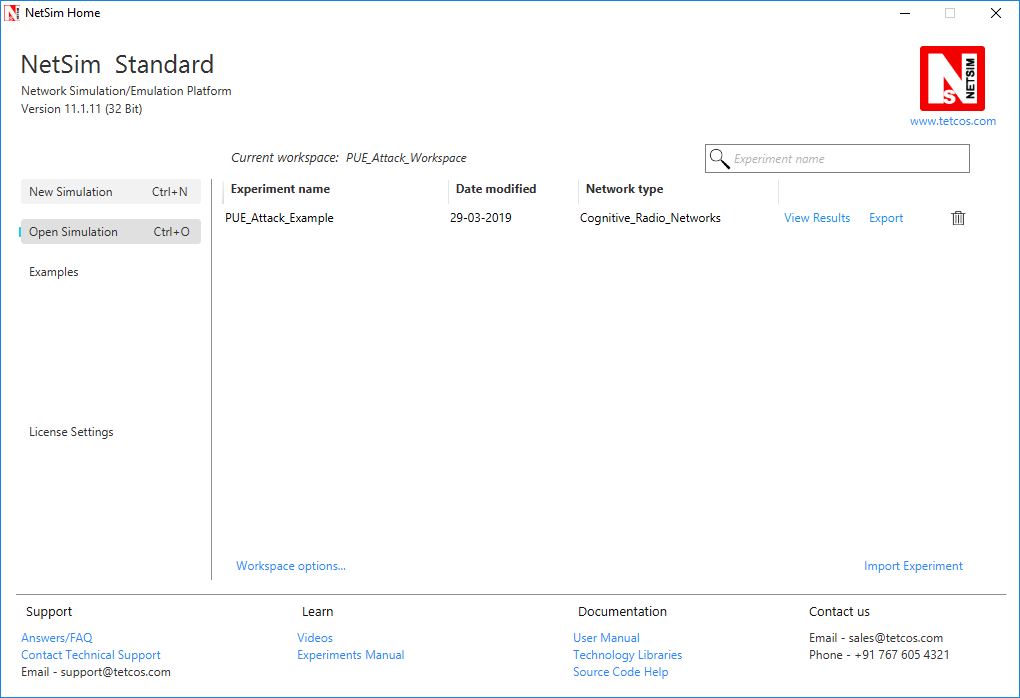 NetSim Home
NetSim Standard
Network Simulation/Emulation Platform
Version 11.1.11 (32 Bit)
NS NETSIM
www.tetcos.com
Current workspace: PUE_Attack_Workspace
Experiment name
New Simulation Ctrl+N
Open Simulation Ctrl+O
Examples
License Settings
Experiment name Date modified Network type
PUE_Attack_Example 29-03-2019 Cognitive_Radio_Networks View Results Export
Workspace options... Import Experiment
Support
Answers/FAQ
Contact Technical Support
Email - support@tetcos.com
Learn
Videos
Experiments Manual
Documentation
User Manual
Technology Libraries
Source Code Help
Contact us
Email - sales@tetcos.com
Phone - +91 767 605 4321